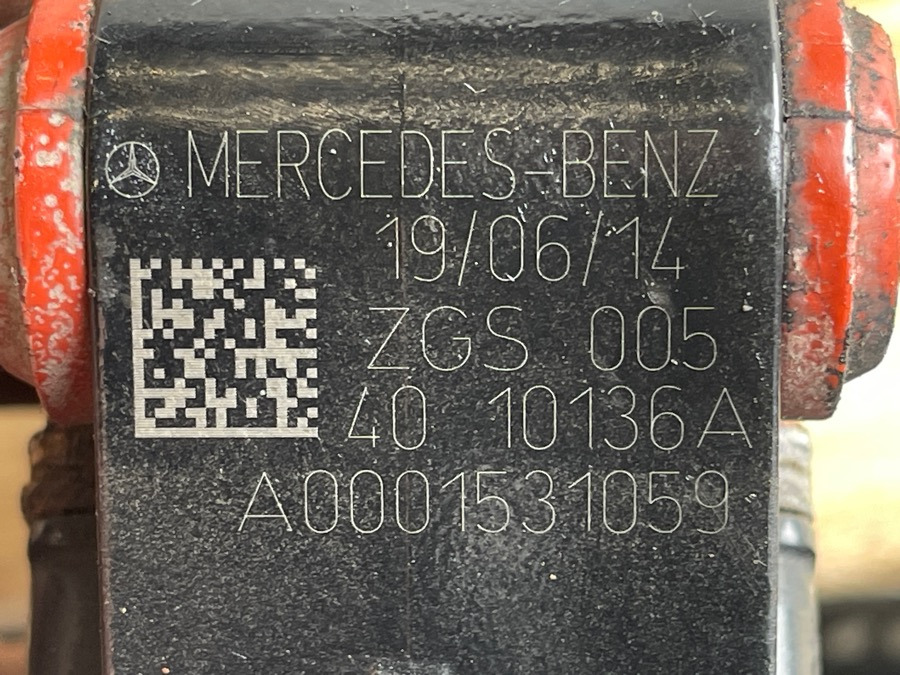 MERCEDES-BENZ
19/06/14
ZGS 005
40 10136A
A0001531059